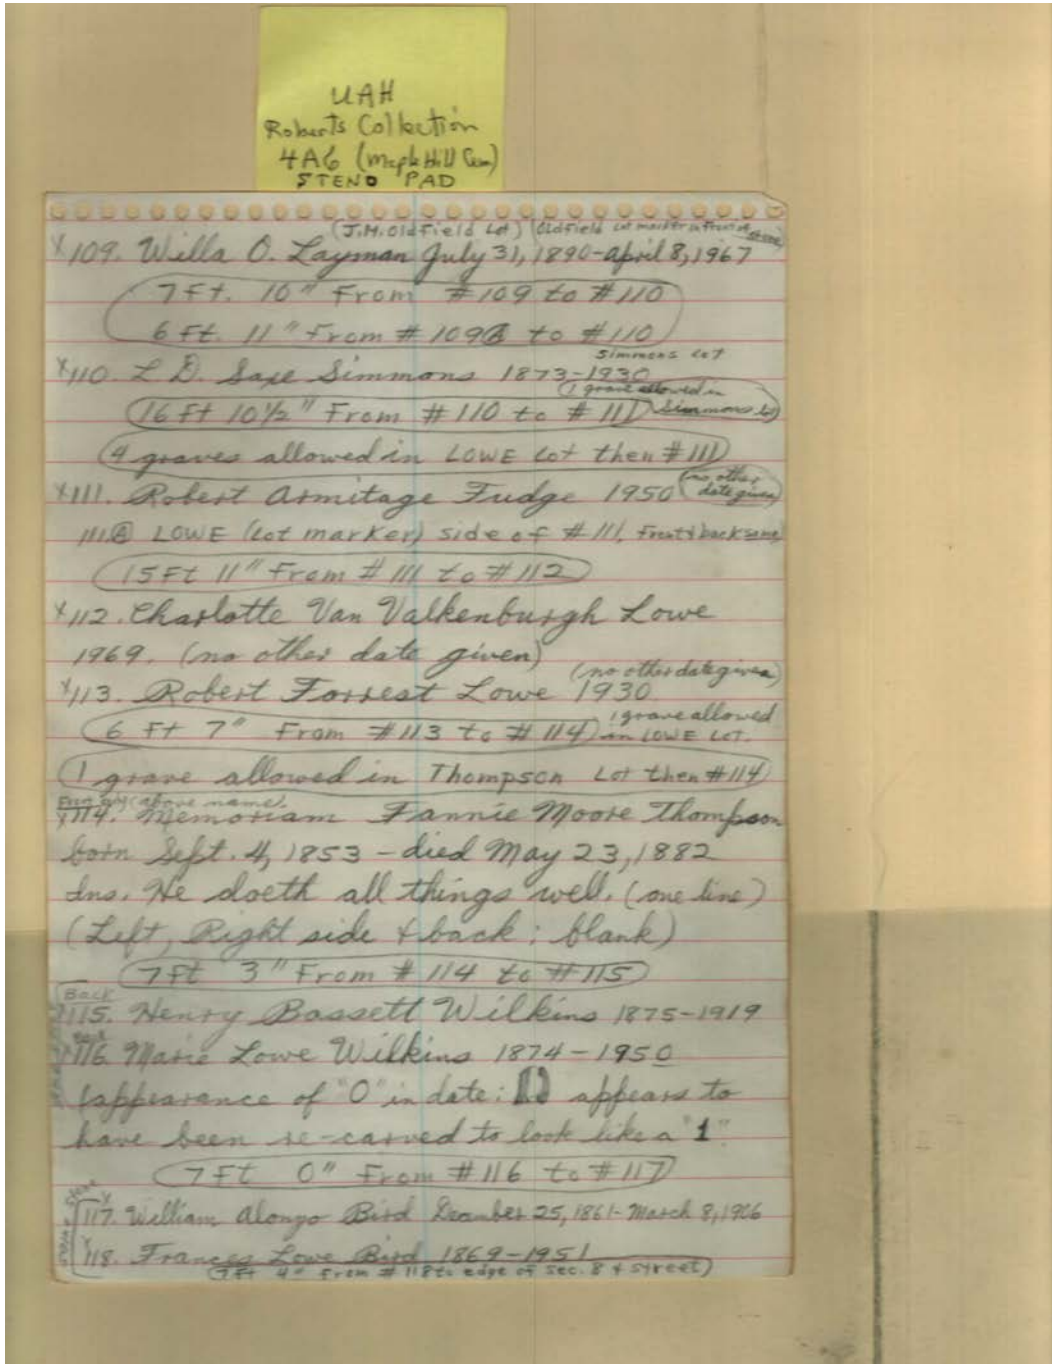 UAH
Roberts Collection
4A6 (Maple Hill Cem)
STENO PAD
(J.M. Oldfield Lot) (Oldfield Lot marker in front of stone)
x109. Willa O. Layman July 31, 1890-April 8, 1967
7 Ft. 10" From #109 to #110
6 Ft. 11" From #109Ⓐ to #110
Simmons Lot
x110. L D. Saxe Simmons 1873-1930
1 grave allowed in
16 Ft 10½" From #110 to #111 Simmons Lot
4 graves allowed in LOWE Lot then #111
x111. Robert Armitage Fudge 1950 (no other date given)
111.Ⓐ LOWE (Lot marker) side of #111, Front & back same
15 Ft 11" From #111 to #112
x112. Charlotte Van Valkenburgh Lowe
1969. (no other date given)
(no other date given)
x113. Robert Forrest Lowe 1930
6 Ft 7" From #113 to #114 1 grave allowed
in LOWE LOT.
1 grave allowed in Thompson Lot then #114
(above name).
x114. Memoriam Fannie Moore Thompson
born Sept. 4, 1853 - died May 23, 1882
Ins. He doeth all things well. (one line)
(Left, Right side & back: blank)
7 Ft 3" From #114 to #115
Back
x115. Henry Bassett Wilkins 1875-1919
x116. Marie Lowe Wilkins 1874-1950
(appearance of "0" in date: appears to
have been re-carved to look like a "1"
7 Ft 0" From #116 to #117
Same Stone
x117. William Alonzo Bird December 25, 1861-March 8, 1906
x118. Frances Lowe Bird 1869-1951
(7 Ft 4" From #118 to edge of Sec. 8 & street)